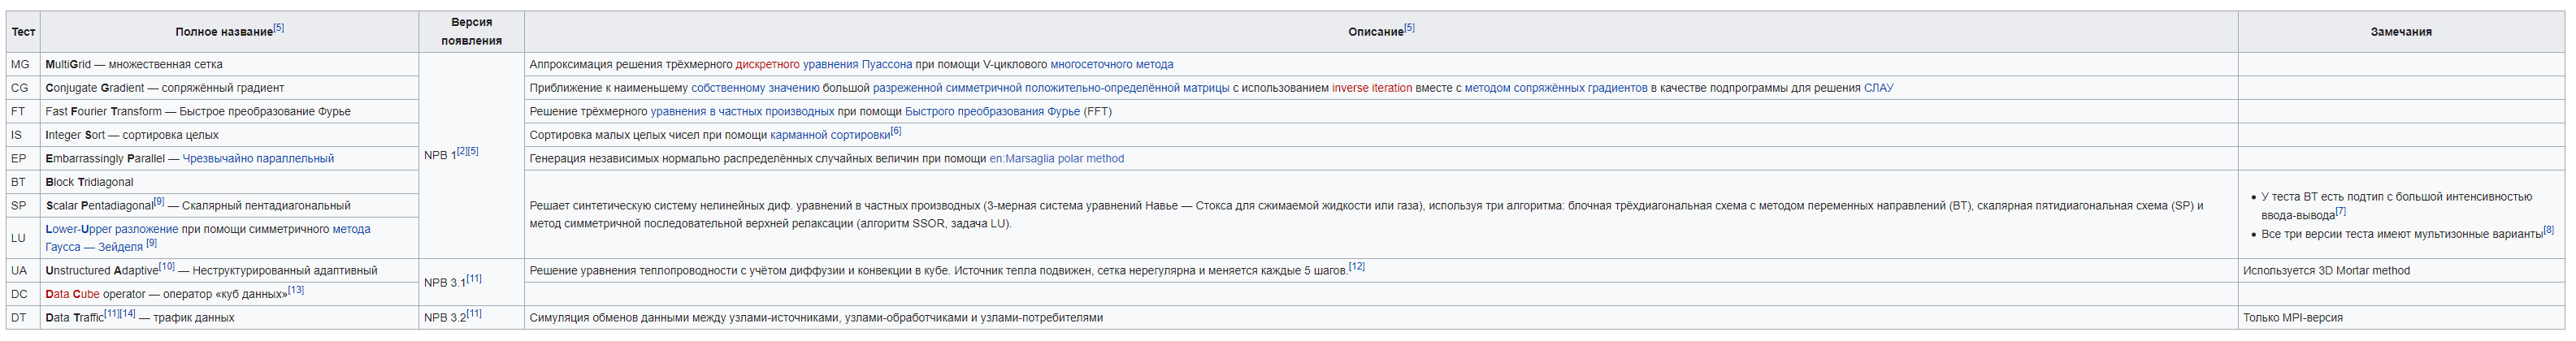 Тест Полное название[5] Версия появления Описание[5] Замечания
MG MultiGrid — множественная сетка Аппроксимация решения трёхмерного дискретного уравнения Пуассона при помощи V-циклового многосеточного метода
CG Conjugate Gradient — сопряжённый градиент Приближение к наименьшему собственному значению большой разреженной симметричной положительно-определённой матрицы с использованием inverse iteration вместе с методом сопряжённых градиентов в качестве подпрограммы для решения СЛАУ
FT Fast Fourier Transform — Быстрое преобразование Фурье Решение трёхмерного уравнения в частных производных при помощи Быстрого преобразования Фурье (FFT)
IS Integer Sort — сортировка целых Сортировка малых целых чисел при помощи карманной сортировки[6]
NPB 1[2][5]
EP Embarrassingly Parallel — Чрезвычайно параллельный Генерация независимых нормально распределённых случайных величин при помощи en:Marsaglia polar method
BT Block Tridiagonal
SP Scalar Pentadiagonal[9] — Скалярный пентадиагональный
LU Lower-Upper разложение при помощи симметричного метода
Гаусса — Зейделя [9]
Решает синтетическую систему нелинейных диф. уравнений в частных производных (3-мерная система уравнений Навье — Стокса для сжимаемой жидкости или газа), используя три алгоритма: блочная трёхдиагональная схема с методом переменных направлений (BT), скалярная пятидиагональная схема (SP) и
метод симметричной последовательной верхней релаксации (алгоритм SSOR, задача LU).
• У теста BT есть подтип с большой интенсивностью
ввода-вывода[7]
• Все три версии теста имеют мультизонные варианты[8]
UA Unstructured Adaptive[10] — Неструктурированный адаптивный NPB 3.1[11] Решение уравнения теплопроводности с учётом диффузии и конвекции в кубе. Источник тепла подвижен, сетка нерегулярна и меняется каждые 5 шагов.[12] Используется 3D Mortar method
DC Data Cube operator — оператор «куб данных»[13]
DT Data Traffic[11][14] — трафик данных NPB 3.2[11] Симуляция обменов данными между узлами-источниками, узлами-обработчиками и узлами-потребителями Только MPI-версия